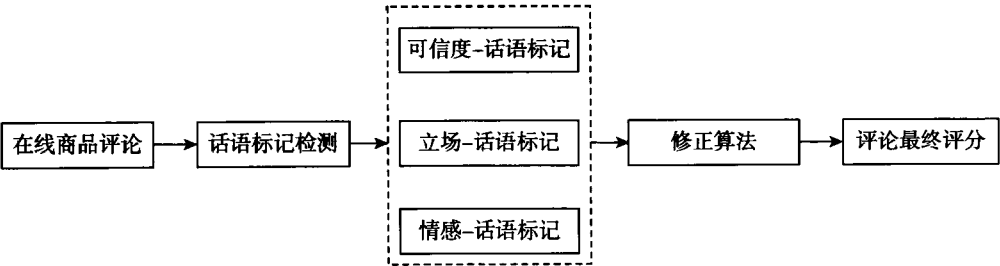 在线商品评论
话语标记检测
可信度-话语标记
立场-话语标记
情感-话语标记
修正算法
评论最终评分